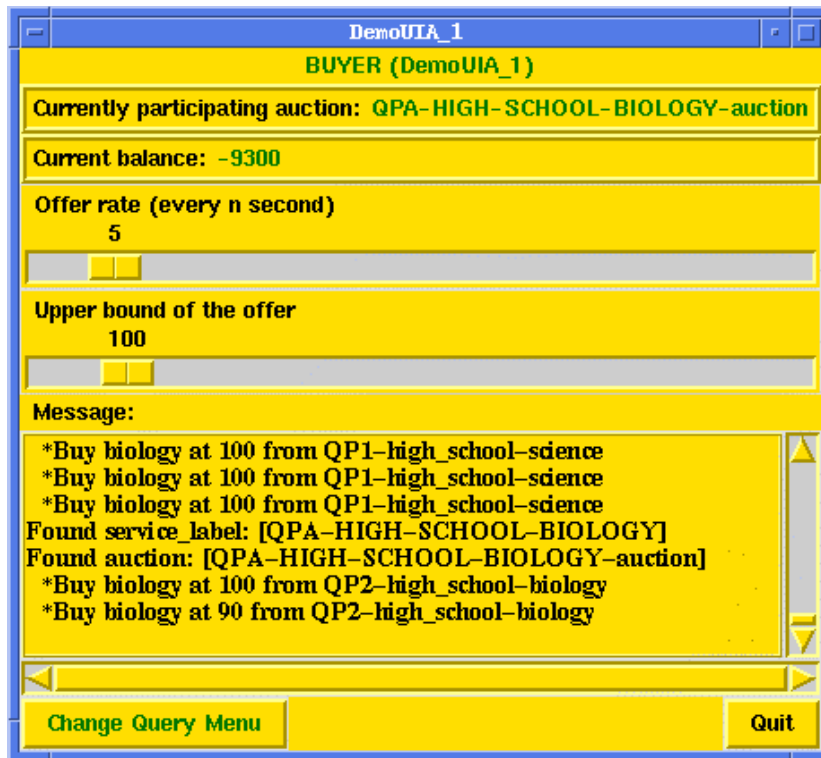 DemoUIA_1
BUYER (DemoUIA_1)
Currently participating auction: QPA-HIGH-SCHOOL-BIOLOGY-auction
Current balance: -9300
Offer rate (every n second)
5
Upper bound of the offer
100
Message:
*Buy biology at 100 from QP1-high_school-science
*Buy biology at 100 from QP1-high_school-science
*Buy biology at 100 from QP1-high_school-science
Found service_label: [QPA-HIGH-SCHOOL-BIOLOGY]
Found auction: [QPA-HIGH-SCHOOL-BIOLOGY-auction]
*Buy biology at 100 from QP2-high_school-biology
*Buy biology at 90 from QP2-high_school-biology
Change Query Menu Quit